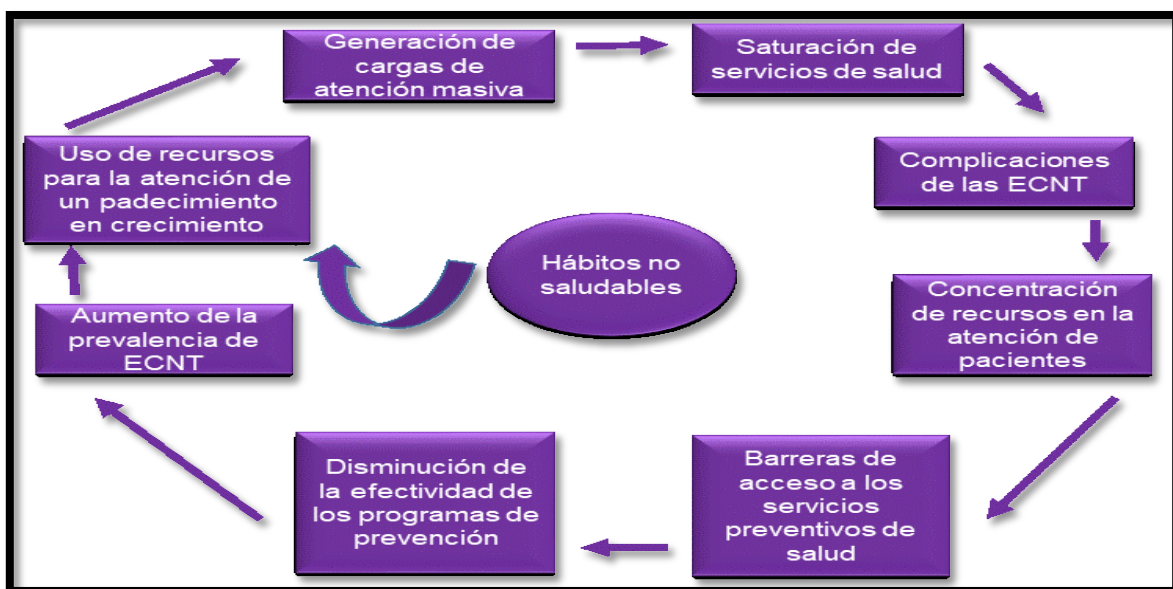 Generación de
cargas de
atención masiva
Saturación de
servicios de salud
Complicaciones
de las ECNT
Concentración
de recursos en la
atención de
pacientes
Barreras de
acceso a los
servicios
preventivos de
salud
Disminución de
la efectividad de
los programas de
prevención
Aumento de la
prevalencia de
ECNT
Uso de recursos
para la atención de
un padecimiento
en crecimiento
Hábitos no
saludables